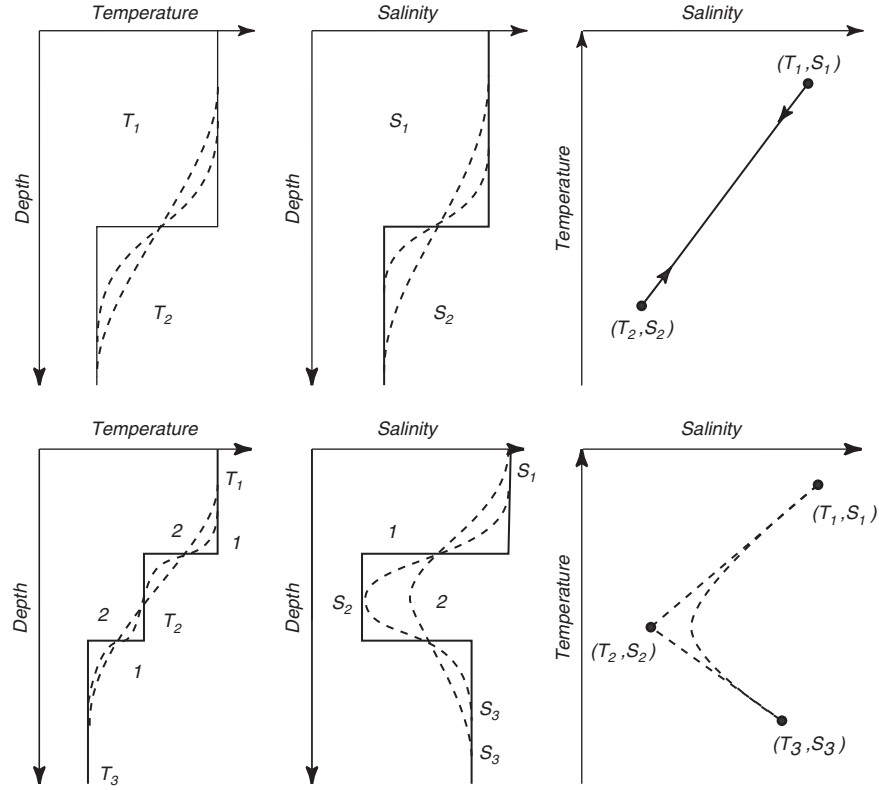 Temperature
Depth
T1
T2
Salinity
Depth
S1
S2
Salinity
Temperature
(T1,S1)
(T2,S2)
Temperature
Depth
T1
2
1
2
T2
1
T3
Salinity
Depth
S1
1
S2
2
S3
S3
Salinity
Temperature
(T1,S1)
(T2,S2)
(T3,S3)